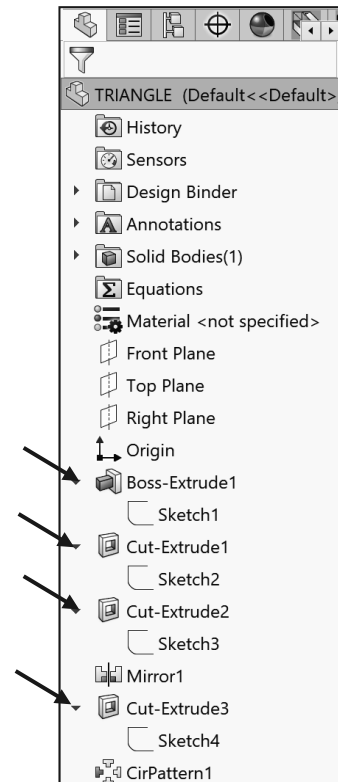 TRIANGLE (Default<<Default>
History
Sensors
Design Binder
Annotations
Solid Bodies(1)
Equations
Material <not specified>
Front Plane
Top Plane
Right Plane
Origin
Boss-Extrude1
Sketch1
Cut-Extrude1
Sketch2
Cut-Extrude2
Sketch3
Mirror1
Cut-Extrude3
Sketch4
CirPattern1